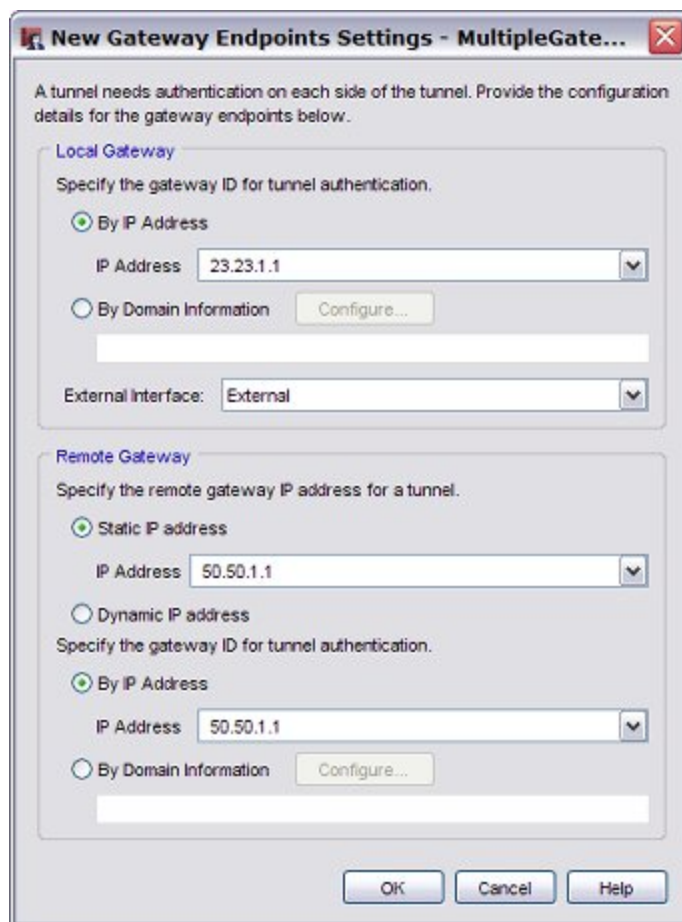 New Gateway Endpoints Settings - MultipleGate...
A tunnel needs authentication on each side of the tunnel. Provide the configuration
details for the gateway endpoints below.
Local Gateway
Specify the gateway ID for tunnel authentication.
By IP Address
IP Address 23.23.1.1
By Domain Information Configure...
External Interface: External
Remote Gateway
Specify the remote gateway IP address for a tunnel.
Static IP address
IP Address 50.50.1.1
Dynamic IP address
Specify the gateway ID for tunnel authentication.
By IP Address
IP Address 50.50.1.1
By Domain Information Configure...
OK Cancel Help